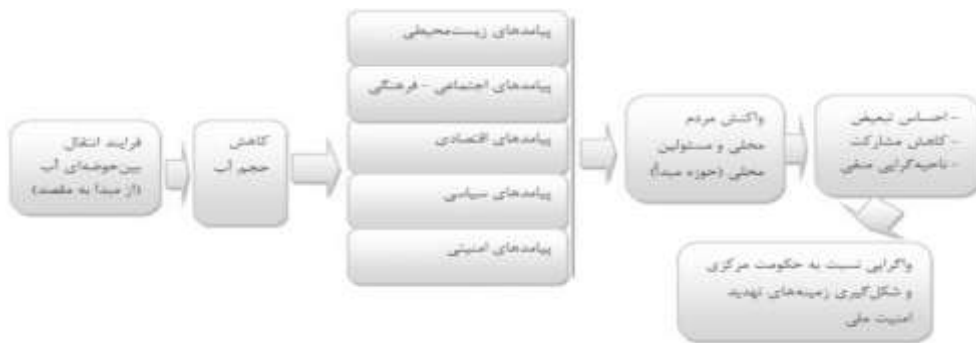 فرایند انتقال
بین‌حوضه‌ای آب
(از مبدا به مقصد)
کاهش
حجم آب
پیامدهای زیست‌محیطی
پیامدهای اجتماعی - فرهنگی
پیامدهای اقتصادی
پیامدهای سیاسی
پیامدهای امنیتی
واکنش مردم
محلی و مسئولین
محلی (حوزه مبدأ)
- احساس تبعیض
- کاهش مشارکت
- ناحیه‌گرایی منفی
واگرایی نسبت به حکومت مرکزی
و شکل‌گیری زمینه‌های تهدید
امنیت ملی